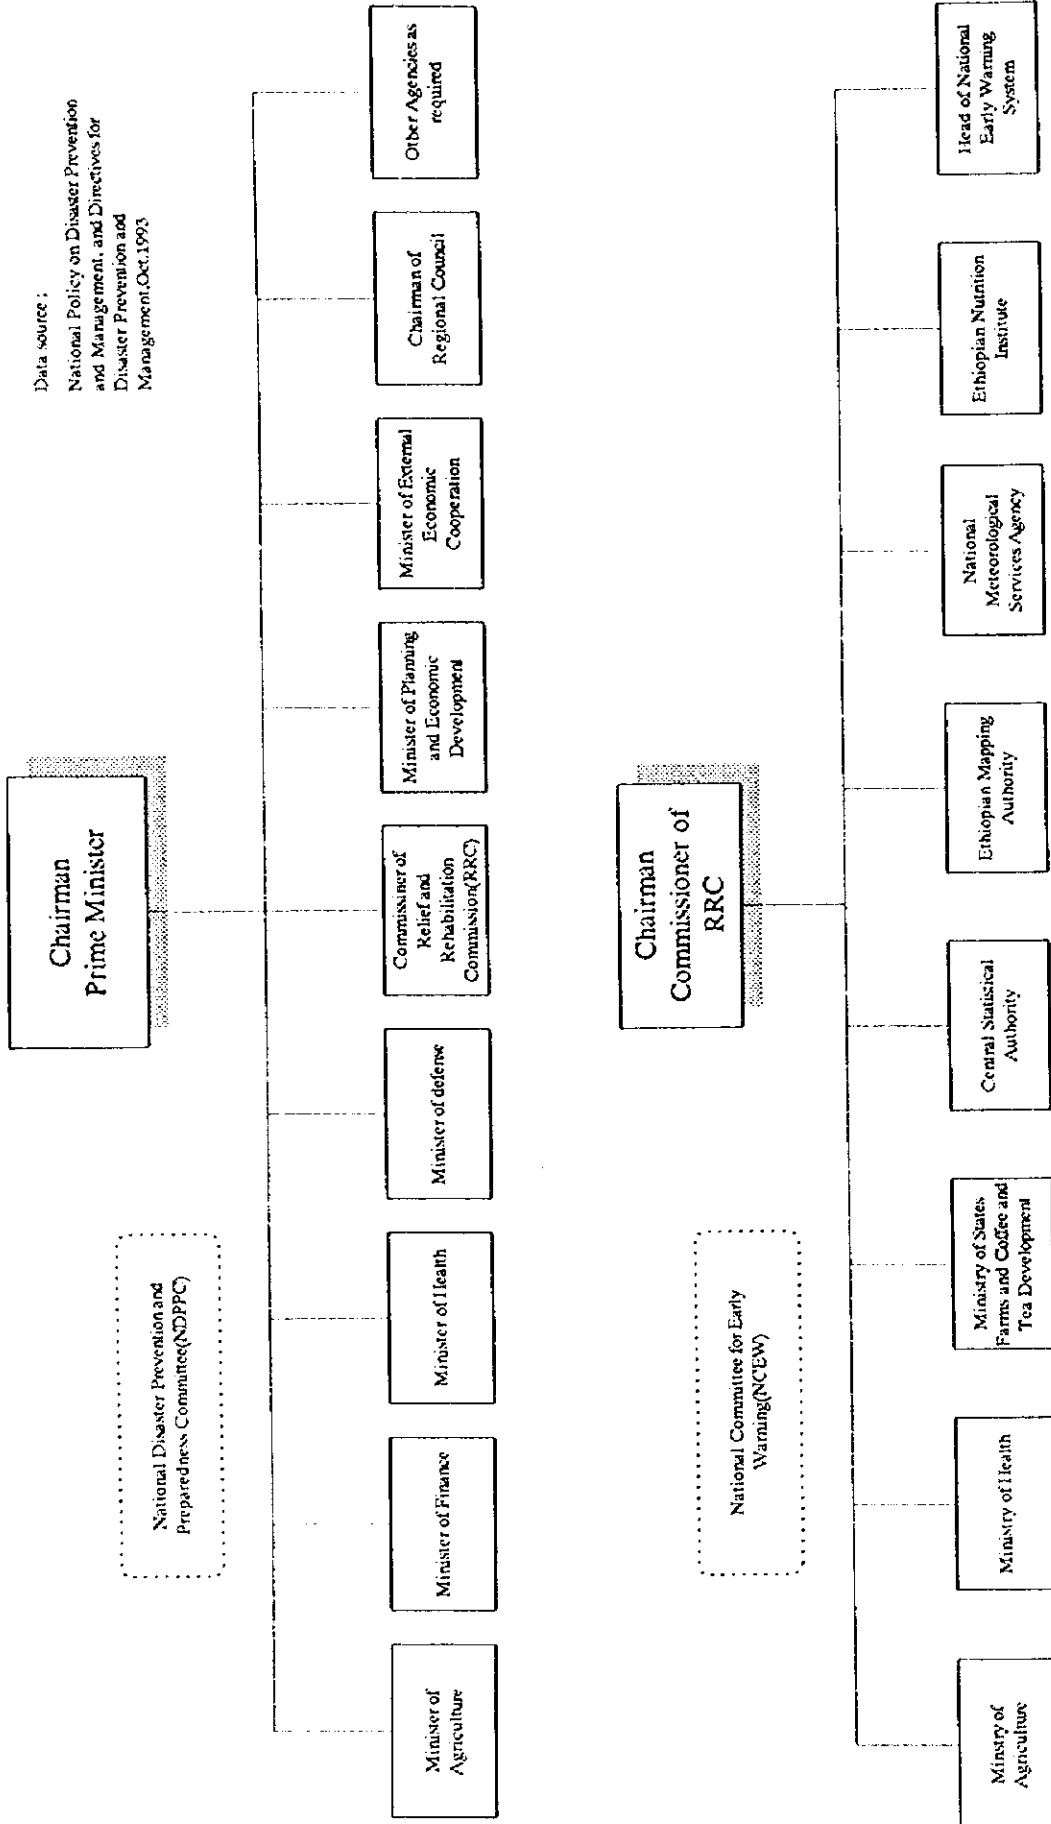 Data source :
National Policy on Disaster Prevention
and Management, and Directives for
Disaster Prevention and
Management,Oct.1993
Chairman
Prime Minister
National Disaster Prevention and
Preparedness Committee(NDPPC)
Minister of
Agriculture
Minister of Finance
Minister of Health
Minister of defense
Commissiner of
Relief and
Rehabilitation
Commission(RRC)
Minister of Planning
and Economic
Development
Minister of External
Economic
Cooperation
Chairman of
Regional Council
Other Agencies as
required
Chairman
Commissioner of
RRC
National Committee for Early
Warning(NCEW)
Minstry of
Agriculture
Ministry of Health
Ministry of States
Farms and Coffee and
Tea Development
Central Statistical
Authority
Ethiopian Mapping
Authority
National
Meteorological
Services Agency
Ethiopian Nutrition
Institute
Head of National
Early Warning
System